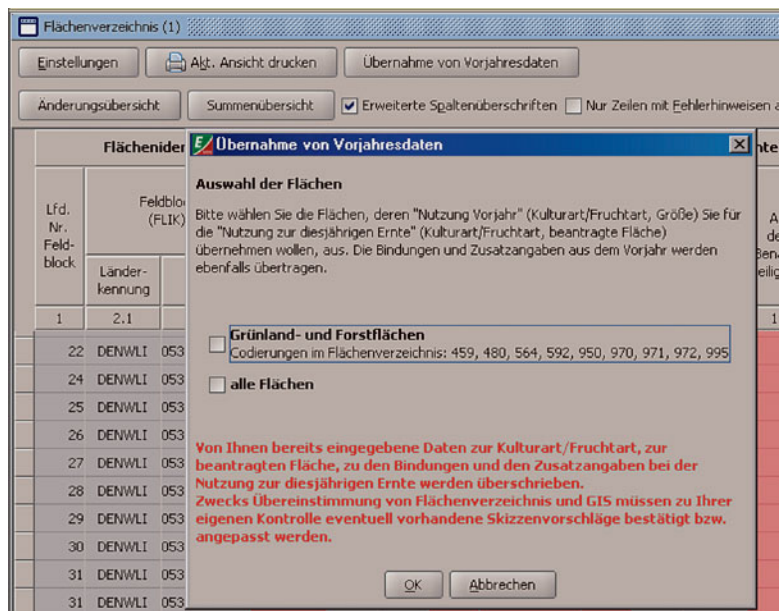 Flächenverzeichnis (1)
Einstellungen
Akt. Ansicht drucken
Übernahme von Vorjahresdaten
Änderungsübersicht
Summenübersicht
Erweiterte Spaltenüberschriften
Nur Zeilen mit Fehlerhinweisen a
Flächeniden
Lfd.
Nr.
Feld-
block
Feldblo
(FLIK)
Länder-
kennung
1
2.1
22 DENWLI 053
24 DENWLI 053
25 DENWLI 053
26 DENWLI 053
27 DENWLI 053
28 DENWLI 053
29 DENWLI 053
30 DENWLI 053
31 DENWLI 053
31 DENWLI 053
Übernahme von Vorjahresdaten
Auswahl der Flächen
Bitte wählen Sie die Flächen, deren "Nutzung Vorjahr" (Kulturart/Fruchtart, Größe) Sie für
die "Nutzung zur diesjährigen Ernte" (Kulturart/Fruchtart, beantragte Fläche)
übernehmen wollen, aus. Die Bindungen und Zusatzangaben aus dem Vorjahr werden
ebenfalls übertragen.
Grünland- und Forstflächen
Codierungen im Flächenverzeichnis: 459, 480, 564, 592, 950, 970, 971, 972, 995
alle Flächen
Von Ihnen bereits eingegebene Daten zur Kulturart/Fruchtart, zur
beantragten Fläche, zu den Bindungen und den Zusatzangaben bei der
Nutzung zur diesjährigen Ernte werden überschrieben.
Zwecks Übereinstimmung von Flächenverzeichnis und GIS müssen zu Ihrer
eigenen Kontrolle eventuell vorhandene Skizzenvorschläge bestätigt bzw.
angepasst werden.
OK
Abbrechen